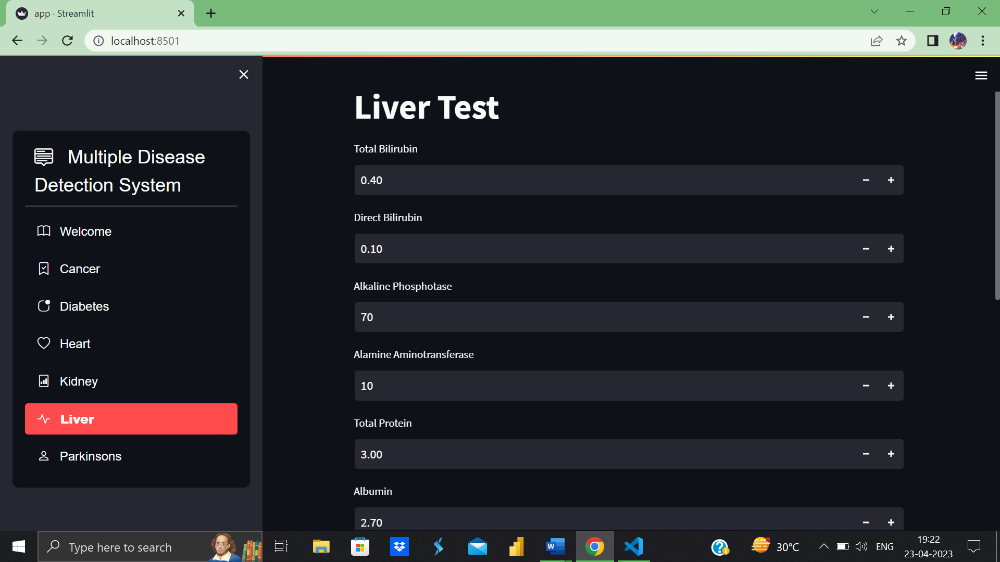 app · Streamlit
localhost:8501
Multiple Disease
Detection System
Welcome
Cancer
Diabetes
Heart
Kidney
Liver
Parkinsons
Liver Test
Total Bilirubin
0.40
Direct Bilirubin
0.10
Alkaline Phosphotase
70
Alamine Aminotransferase
10
Total Protein
3.00
Albumin
2.70
Type here to search
W
30°C
ENG
19:22
23-04-2023